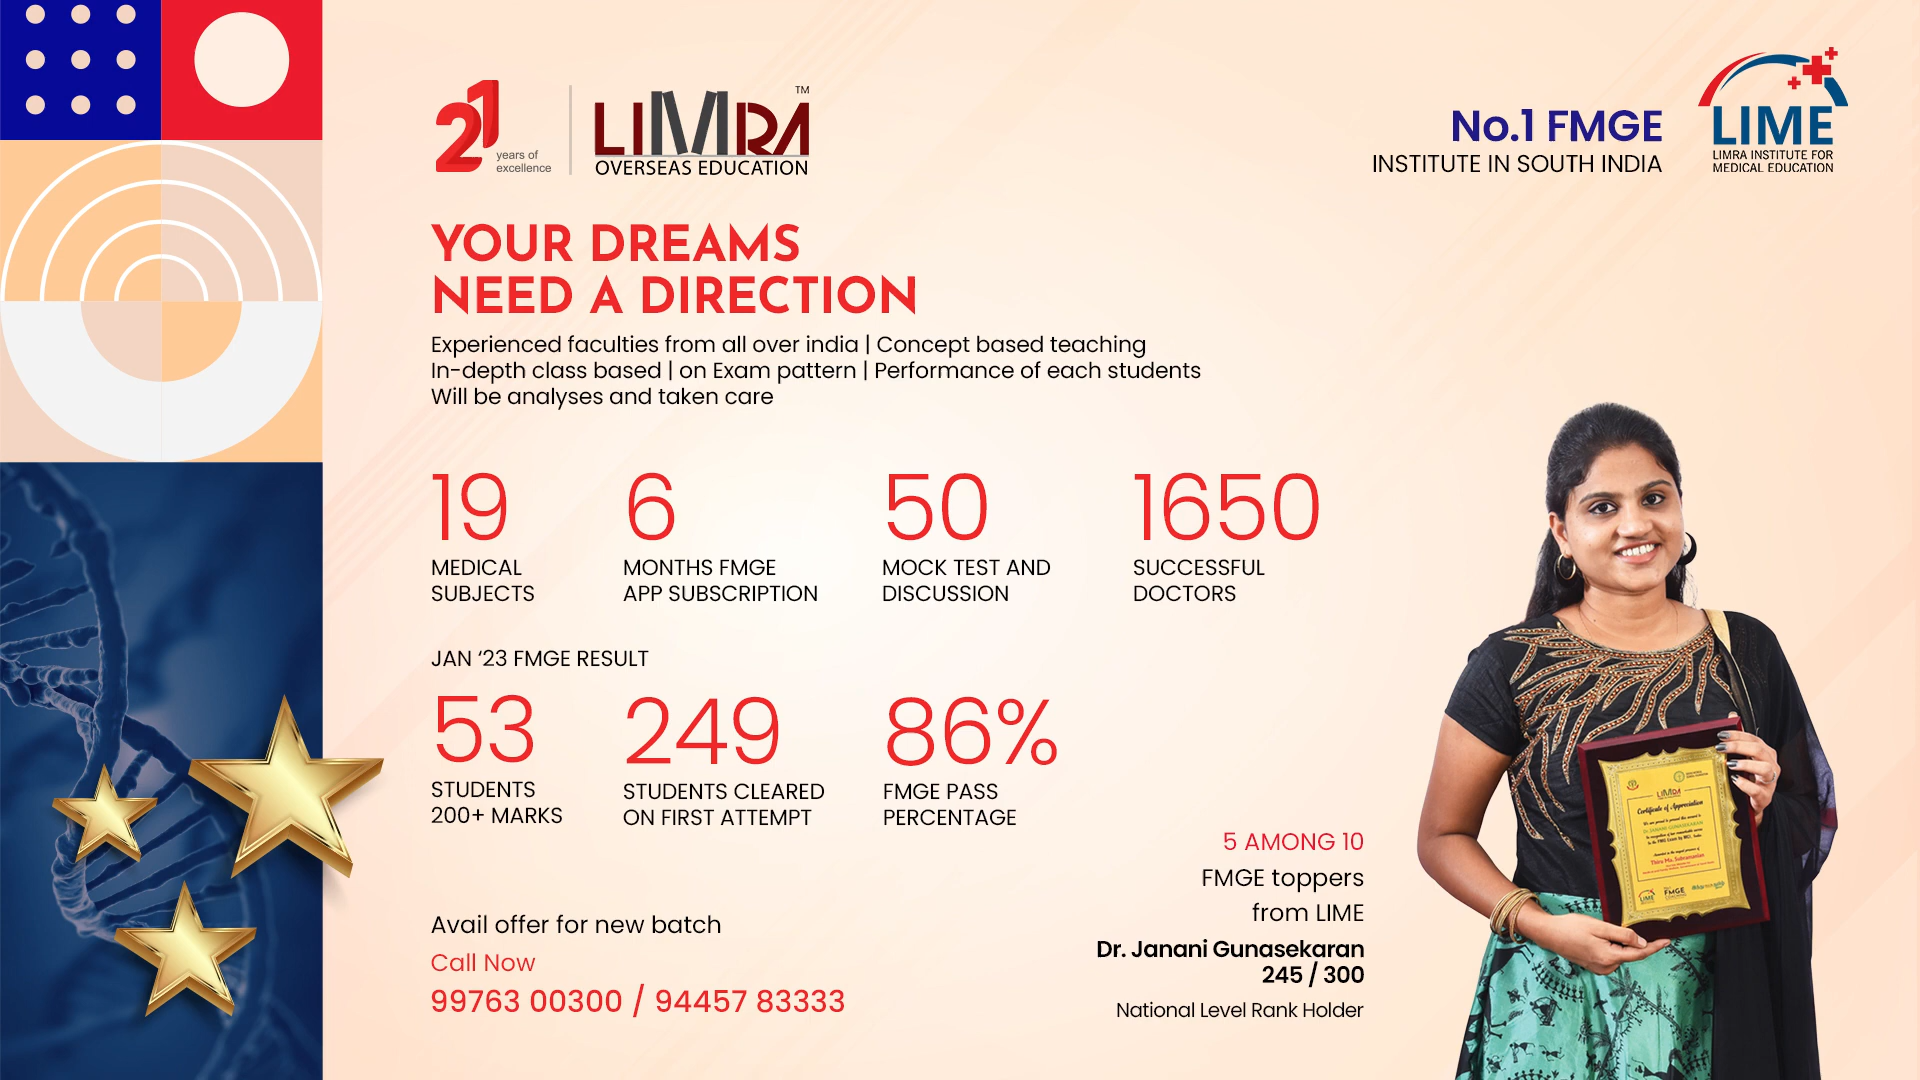 21 years of excellence
LIMRA™
OVERSEAS EDUCATION
No.1 FMGE
INSTITUTE IN SOUTH INDIA
LIME
LIMRA INSTITUTE FOR
MEDICAL EDUCATION
YOUR DREAMS
NEED A DIRECTION
Experienced faculties from all over india | Concept based teaching
In-depth class based | on Exam pattern | Performance of each students
Will be analyses and taken care
19
MEDICAL
SUBJECTS
6
MONTHS FMGE
APP SUBSCRIPTION
50
MOCK TEST AND
DISCUSSION
1650
SUCCESSFUL
DOCTORS
JAN ‘23 FMGE RESULT
53
STUDENTS
200+ MARKS
249
STUDENTS CLEARED
ON FIRST ATTEMPT
86%
FMGE PASS
PERCENTAGE
5 AMONG 10
FMGE toppers
from LIME
Dr. Janani Gunasekaran
245 / 300
National Level Rank Holder
Avail offer for new batch
Call Now
99763 00300 / 94457 83333
LIMRA
Certificate of Appreciation
Thiru Ma. Subramanian
LIME
FMGE